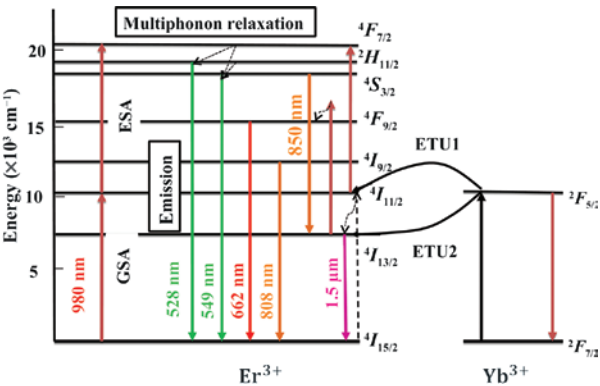 Multiphonon relaxation
⁴F₇/₂
²H₁₁/₂
⁴S₃/₂
⁴F₉/₂
⁴I₉/₂
⁴I₁₁/₂
⁴I₁₃/₂
⁴I₁₅/₂
Energy (×10³ cm⁻¹)
20
15
10
5
ESA
GSA
Emission
980 nm
528 nm
549 nm
662 nm
808 nm
850 nm
1.5 μm
ETU1
ETU2
²F₅/₂
²F₇/₂
Er³⁺
Yb³⁺